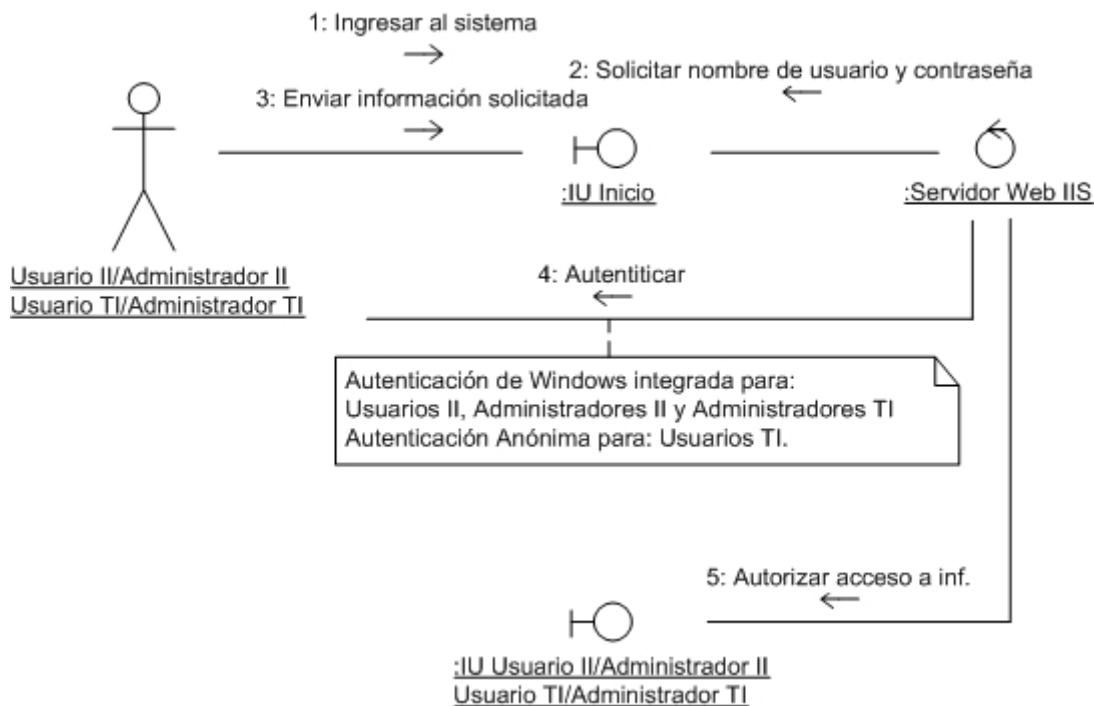 1: Ingresar al sistema
2: Solicitar nombre de usuario y contraseña
3: Enviar información solicitada
:IU Inicio
:Servidor Web IIS
Usuario II/Administrador II
Usuario TI/Administrador TI
4: Autentiticar
Autenticación de Windows integrada para:
Usuarios II, Administradores II y Administradores TI
Autenticación Anónima para: Usuarios TI.
5: Autorizar acceso a inf.
:IU Usuario II/Administrador II
Usuario TI/Administrador TI